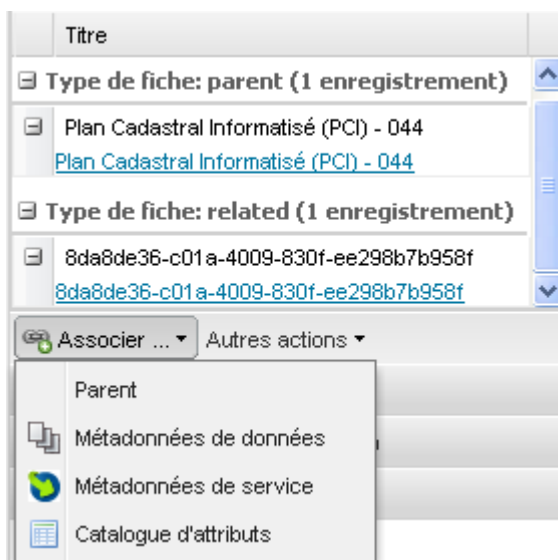 Titre
Type de fiche: parent (1 enregistrement)
Plan Cadastral Informatisé (PCI) - 044
Plan Cadastral Informatisé (PCI) - 044
Type de fiche: related (1 enregistrement)
8da8de36-c01a-4009-830f-ee298b7b958f
8da8de36-c01a-4009-830f-ee298b7b958f
Associer ... Autres actions
Parent
Métadonnées de données
Métadonnées de service
Catalogue d'attributs